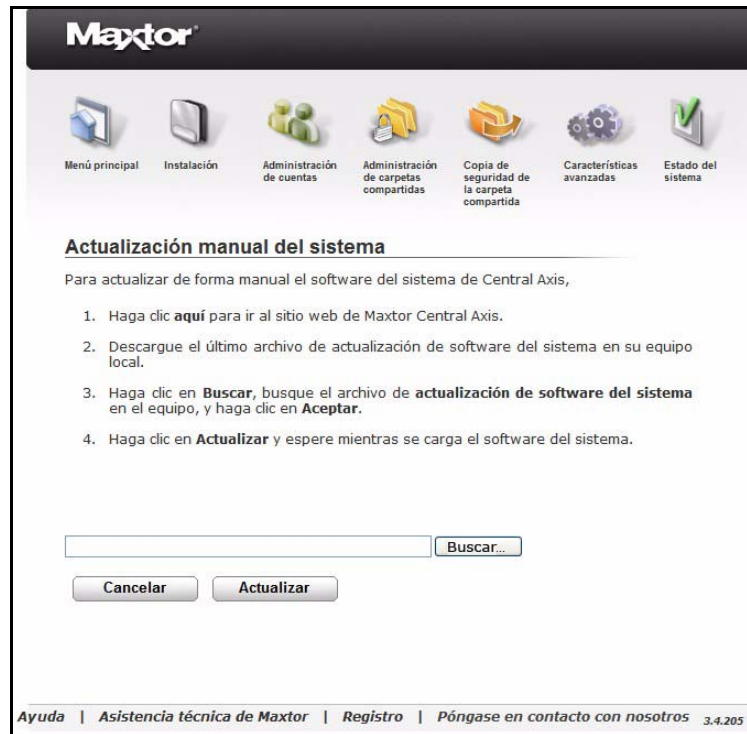 Maxtor
Menú principal
Instalación
Administración
de cuentas
Administración
de carpetas
compartidas
Copia de
seguridad de
la carpeta
compartida
Características
avanzadas
Estado del
sistema
Actualización manual del sistema
Para actualizar de forma manual el software del sistema de Central Axis,
1. Haga clic aquí para ir al sitio web de Maxtor Central Axis.
2. Descargue el último archivo de actualización de software del sistema en su equipo
local.
3. Haga clic en Buscar, busque el archivo de actualización de software del sistema
en el equipo, y haga clic en Aceptar.
4. Haga clic en Actualizar y espere mientras se carga el software del sistema.
Buscar...
Cancelar Actualizar
Ayuda | Asistencia técnica de Maxtor | Registro | Póngase en contacto con nosotros 3.4.205